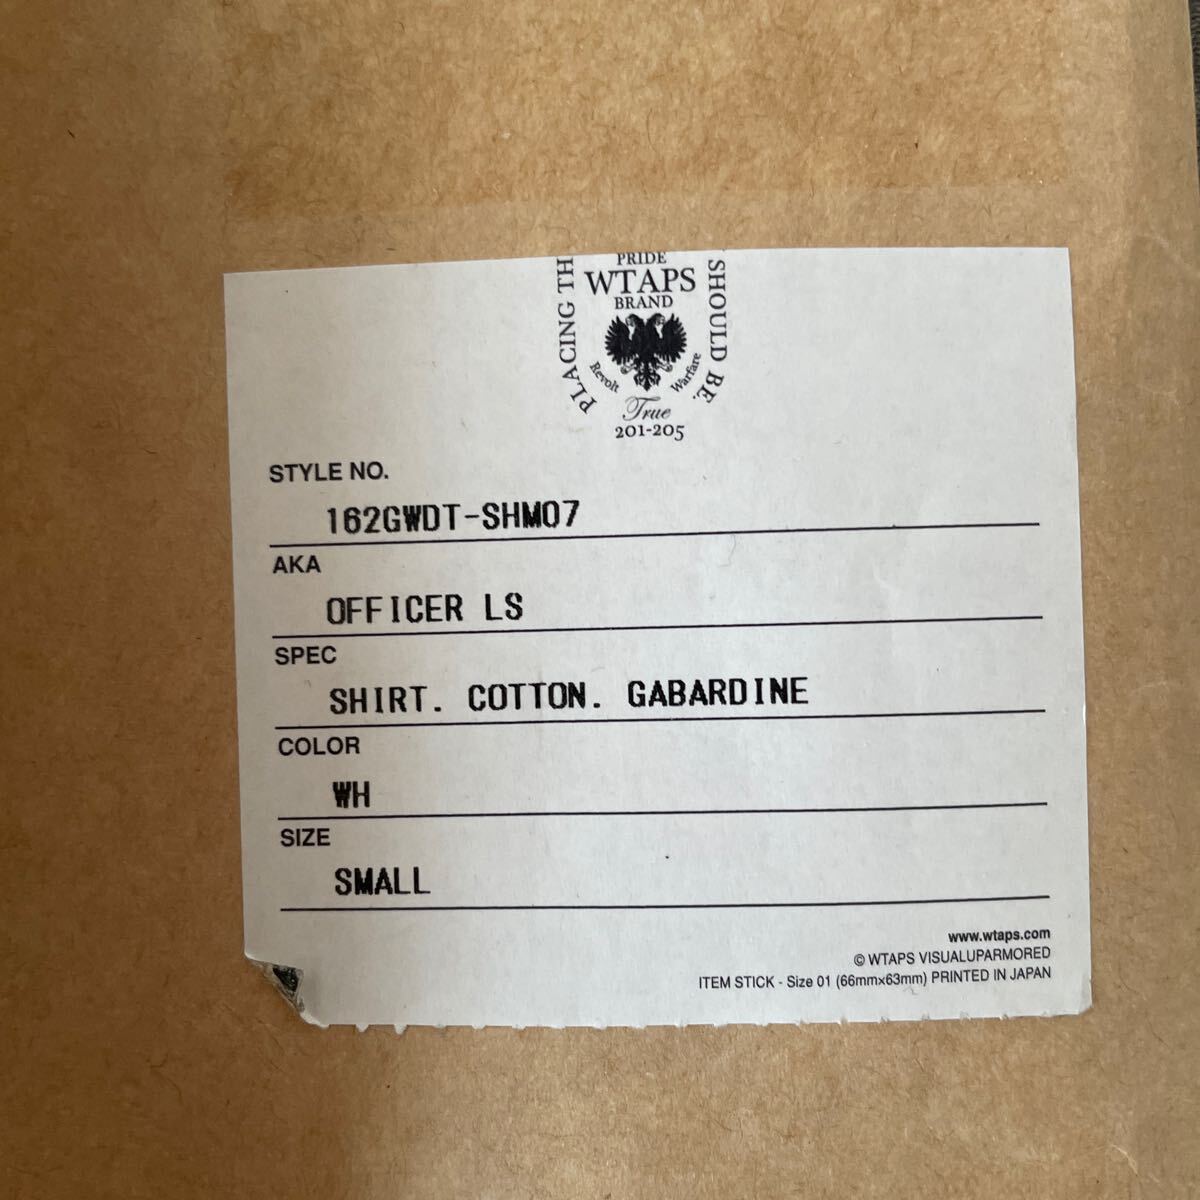 PRIDE
WTAPS
BRAND
PLACING TH
SHOULD BE.
Revolt
Warfare
True
201-205
STYLE NO.
162GWDT-SHM07
AKA
OFFICER LS
SPEC
SHIRT. COTTON. GABARDINE
COLOR
WH
SIZE
SMALL
www.wtaps.com
© WTAPS VISUALUPARMORED
ITEM STICK - Size 01 (66mm×63mm) PRINTED IN JAPAN